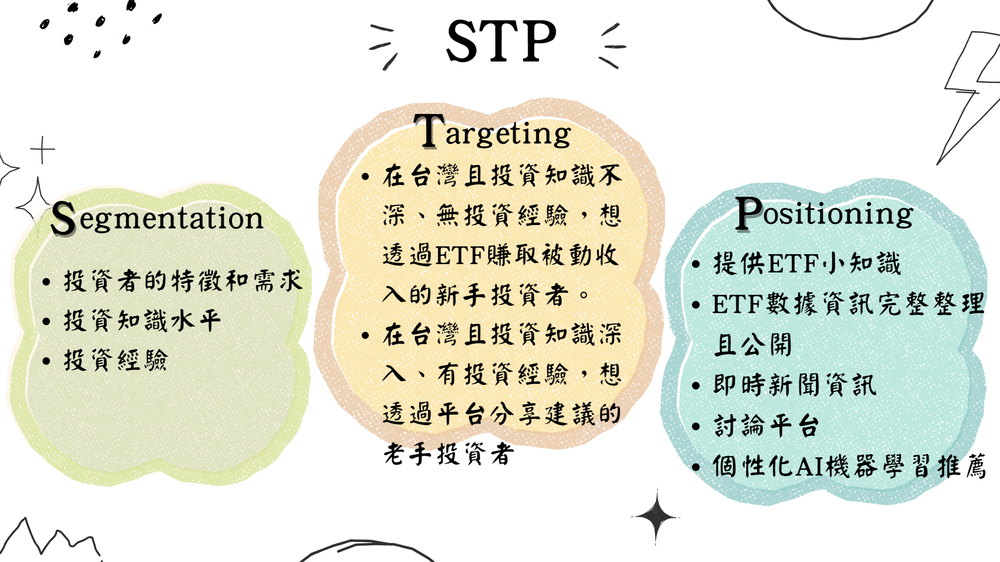 STP
Segmentation
• 投資者的特徵和需求
• 投資知識水平
• 投資經驗
Targeting
• 在台灣且投資知識不
深、無投資經驗，想
透過ETF賺取被動收
入的新手投資者。
• 在台灣且投資知識深
入、有投資經驗，想
透過平台分享建議的
老手投資者
Positioning
• 提供ETF小知識
• ETF數據資訊完整整理
且公開
• 即時新聞資訊
• 討論平台
• 個性化AI機器學習推薦